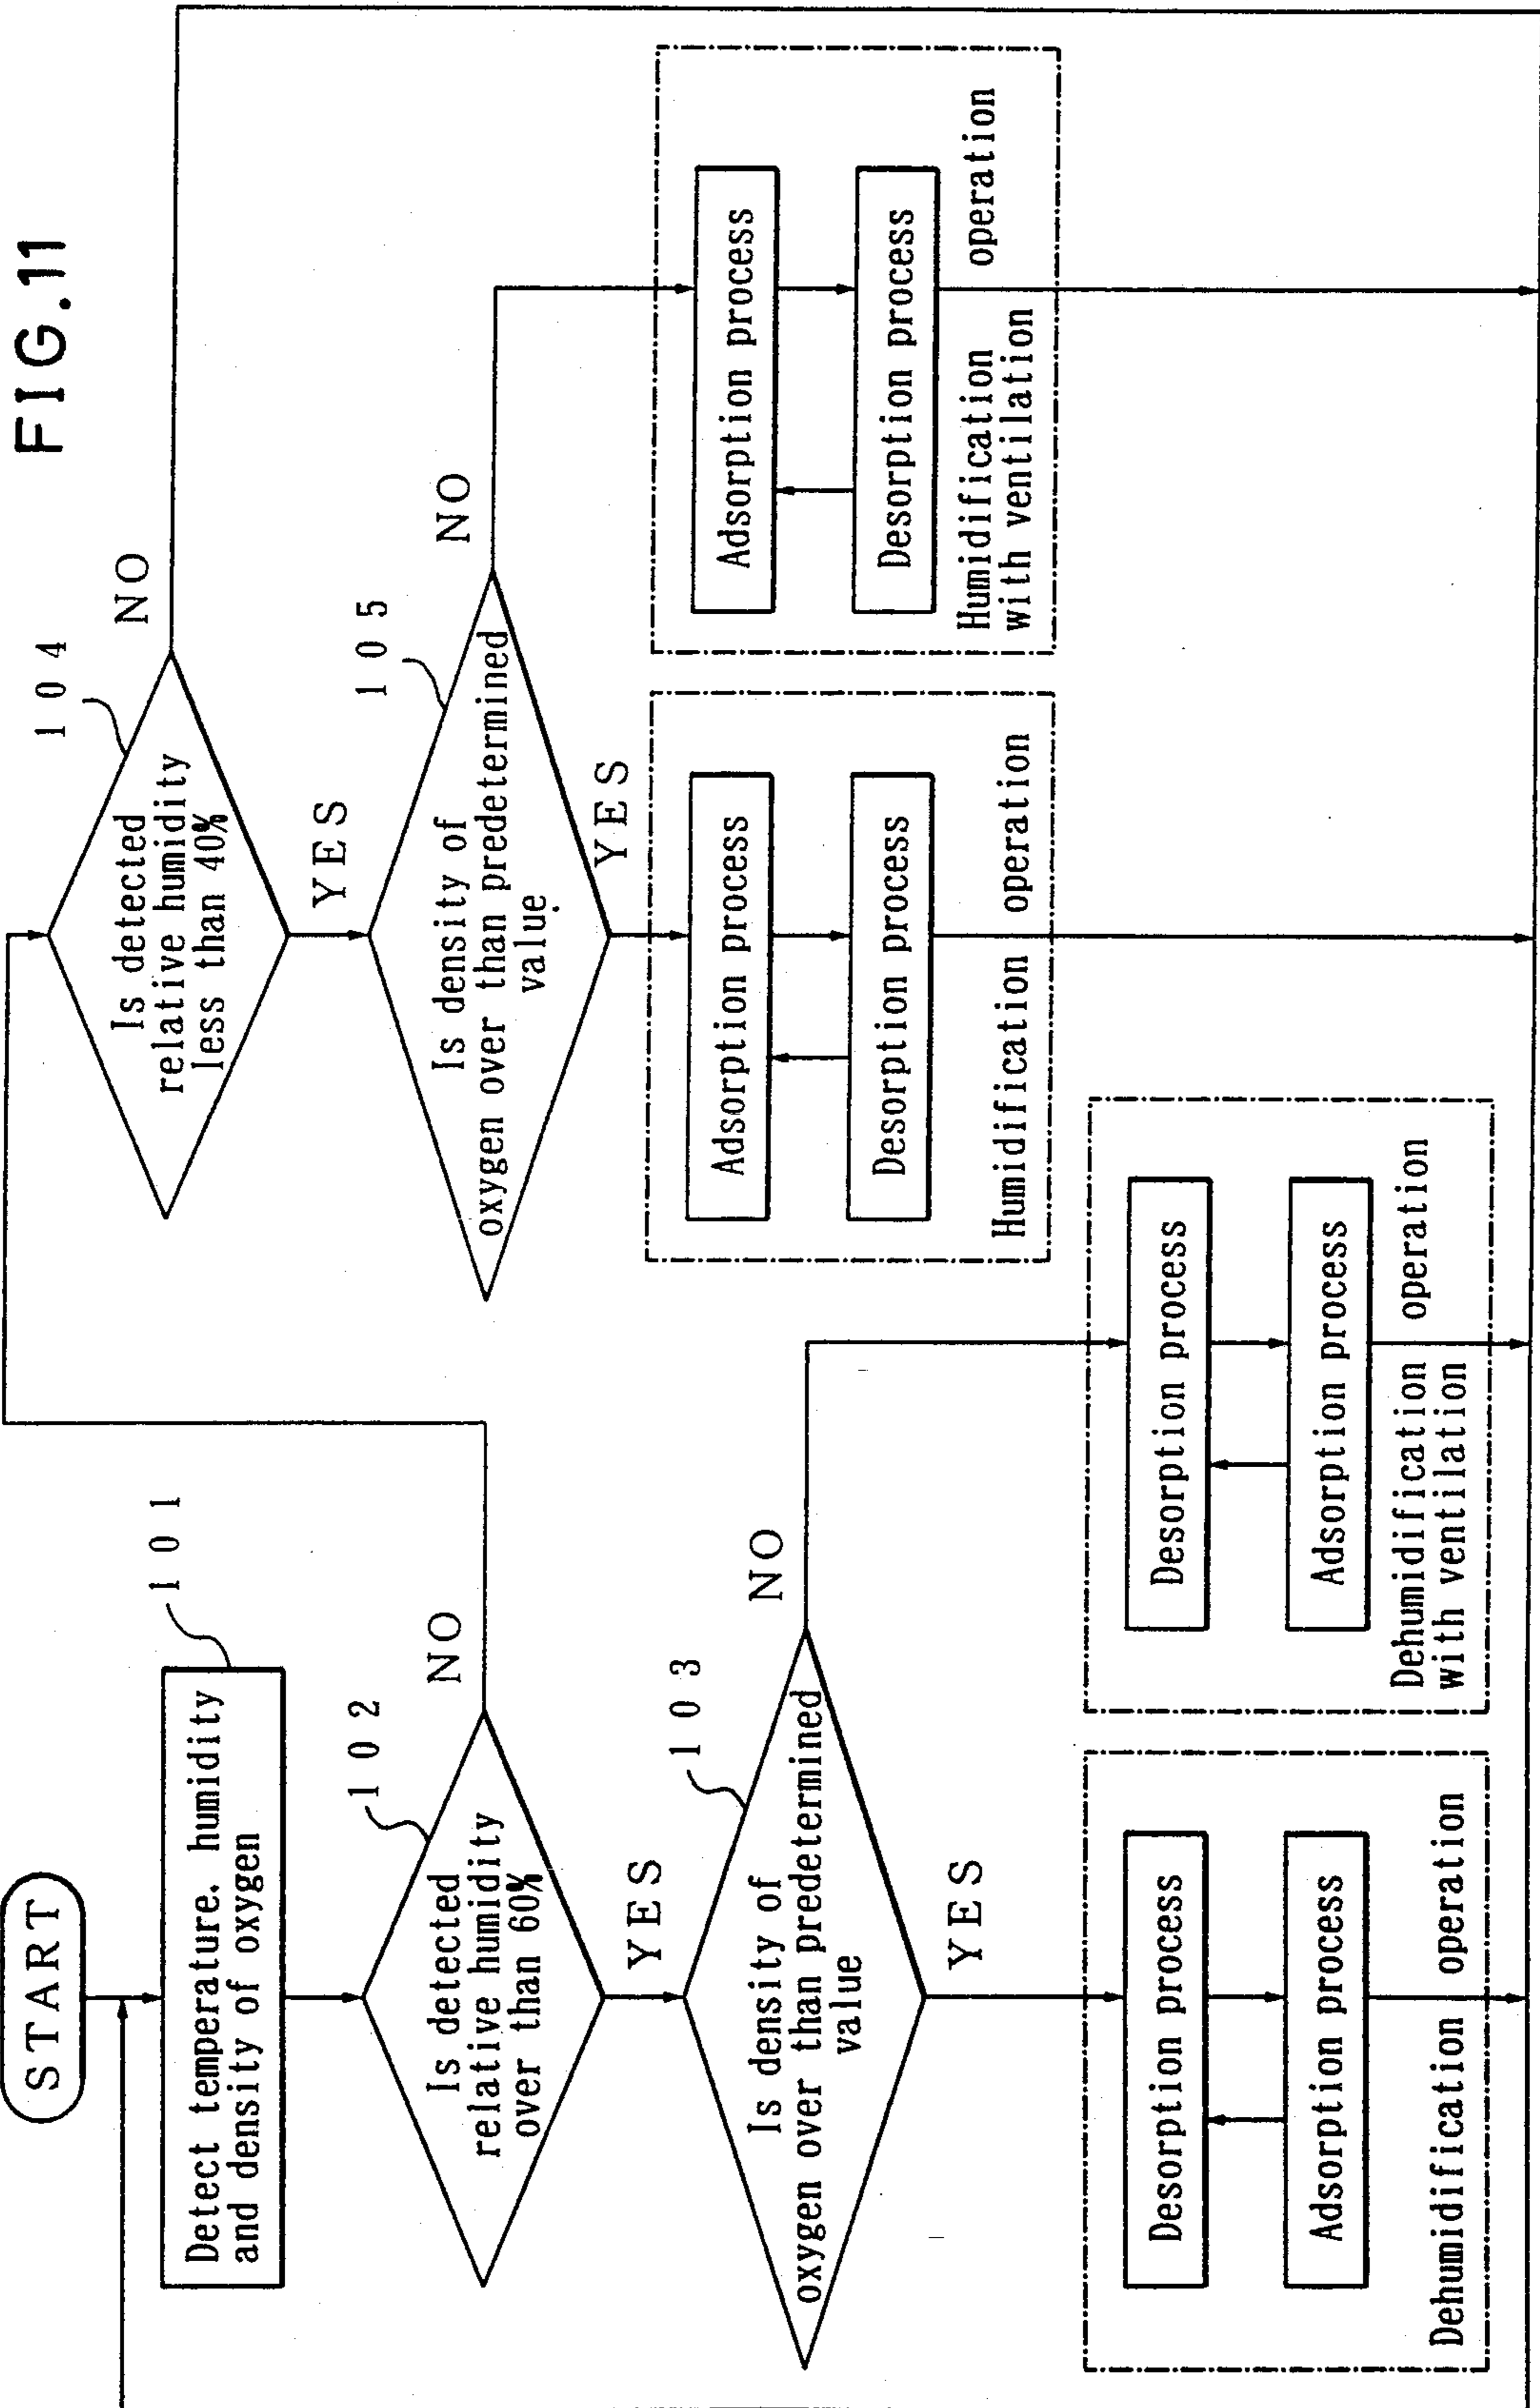 FIG.11
START
Detect temperature. humidity
and density of oxygen
101
Is detected
relative humidity
over than 60%
102
NO
YES
Is density of
oxygen over than predetermined
value
103
NO
YES
Desorption process
Adsorption process
Dehumidification operation
Desorption process
Adsorption process
Dehumidification operation
with ventilation
Is detected
relative humidity
less than 40%
104
NO
YES
Is density of
oxygen over than predetermined
value
105
NO
YES
Adsorption process
Desorption process
Humidification operation
Adsorption process
Desorption process
Humidification operation
with ventilation